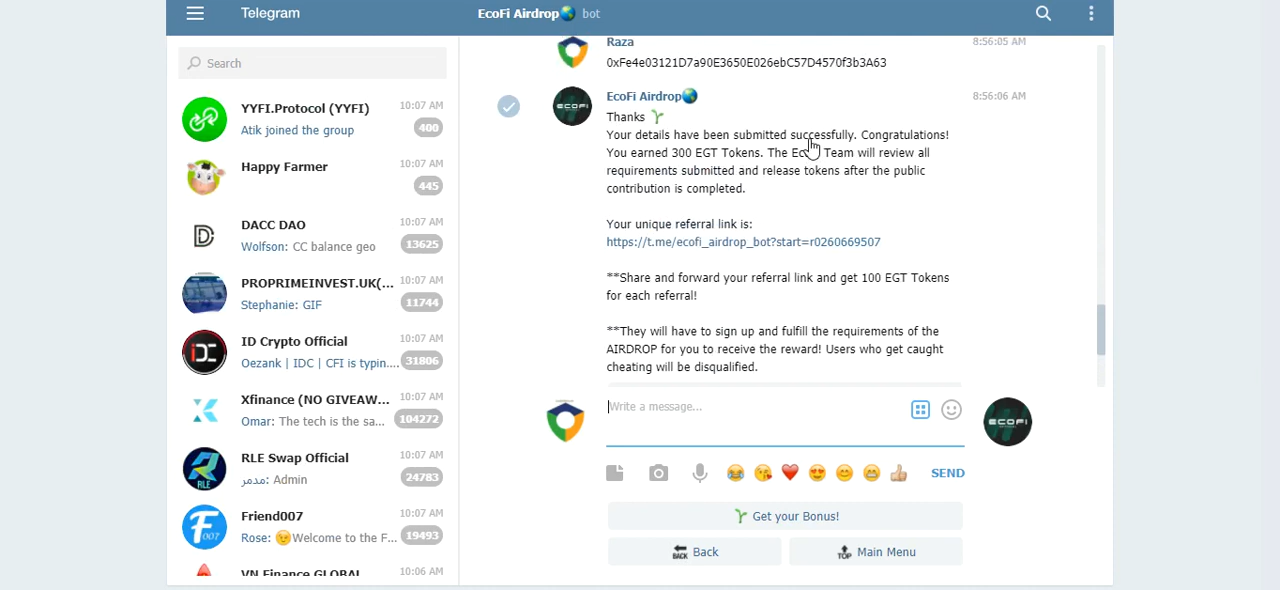 Telegram
EcoFi Airdrop🌏 bot
Search
YYFI.Protocol (YYFI) 10:07 AM
Atik joined the group 400
Happy Farmer 10:07 AM
445
DACC DAO 10:07 AM
Wolfson: CC balance geo 13625
PROPRIMEINVEST.UK(... 10:07 AM
Stephanie: GIF 11744
ID Crypto Official 10:07 AM
Oezank | IDC | CFI is typin.... 31806
Xfinance (NO GIVEAW... 10:07 AM
Omar: The tech is the sa... 104272
RLE Swap Official 10:07 AM
مدمر: Admin 24783
Friend007 10:07 AM
Rose: 😉Welcome to the F... 19493
VN Finance GLOBAL 10:06 AM
Raza 8:56:05 AM
0xFe4e03121D7a90E3650E026ebC57D4570f3b3A63
EcoFi Airdrop🌏 8:56:06 AM
Thanks 🌱
Your details have been submitted successfully. Congratulations!
You earned 300 EGT Tokens. The Ec Team will review all
requirements submitted and release tokens after the public
contribution is completed.
Your unique referral link is:
https://t.me/ecofi_airdrop_bot?start=r0260669507
**Share and forward your referral link and get 100 EGT Tokens
for each referral!
**They will have to sign up and fulfill the requirements of the
AIRDROP for you to receive the reward! Users who get caught
cheating will be disqualified.
Write a message...
SEND
🌱 Get your Bonus!
🔙 Back
🔝 Main Menu
ECOFI
ECOFI
RLE
F007